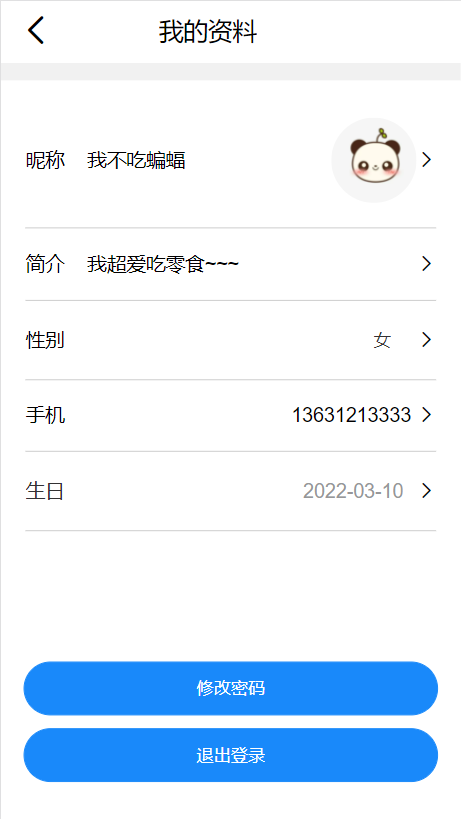 我的资料
昵称 我不吃蝙蝠
简介 我超爱吃零食~~~
性别 女
手机 13631213333
生日 2022-03-10
修改密码
退出登录